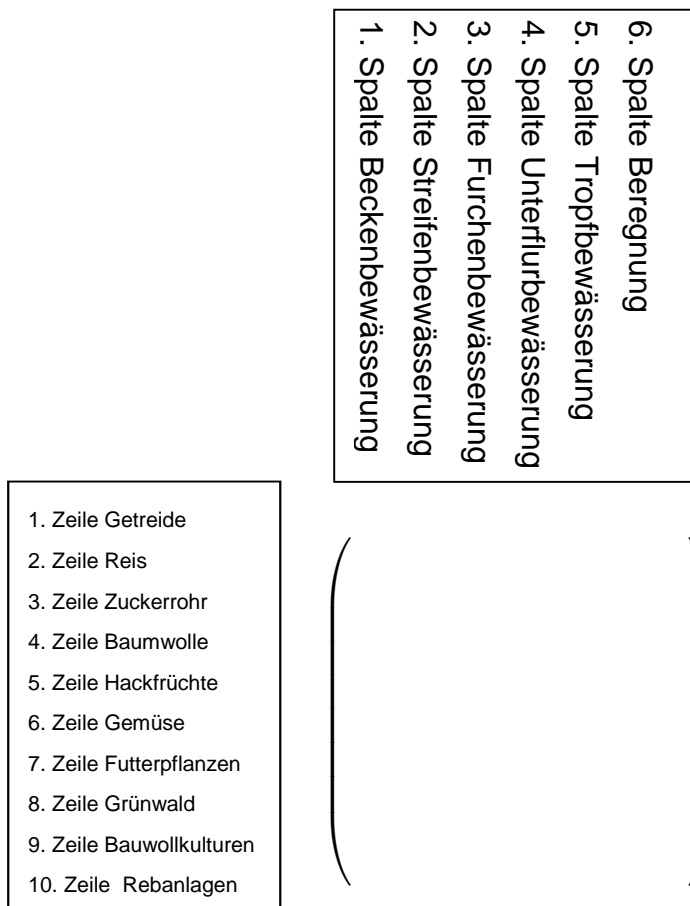 1. Spalte Beckenbewässerung
2. Spalte Streifenbewässerung
3. Spalte Furchenbewässerung
4. Spalte Unterflurbewässerung
5. Spalte Tropfbewässerung
6. Spalte Beregnung
1. Zeile Getreide
2. Zeile Reis
3. Zeile Zuckerrohr
4. Zeile Baumwolle
5. Zeile Hackfrüchte
6. Zeile Gemüse
7. Zeile Futterpflanzen
8. Zeile Grünwald
9. Zeile Bauwollkulturen
10. Zeile Rebanlagen